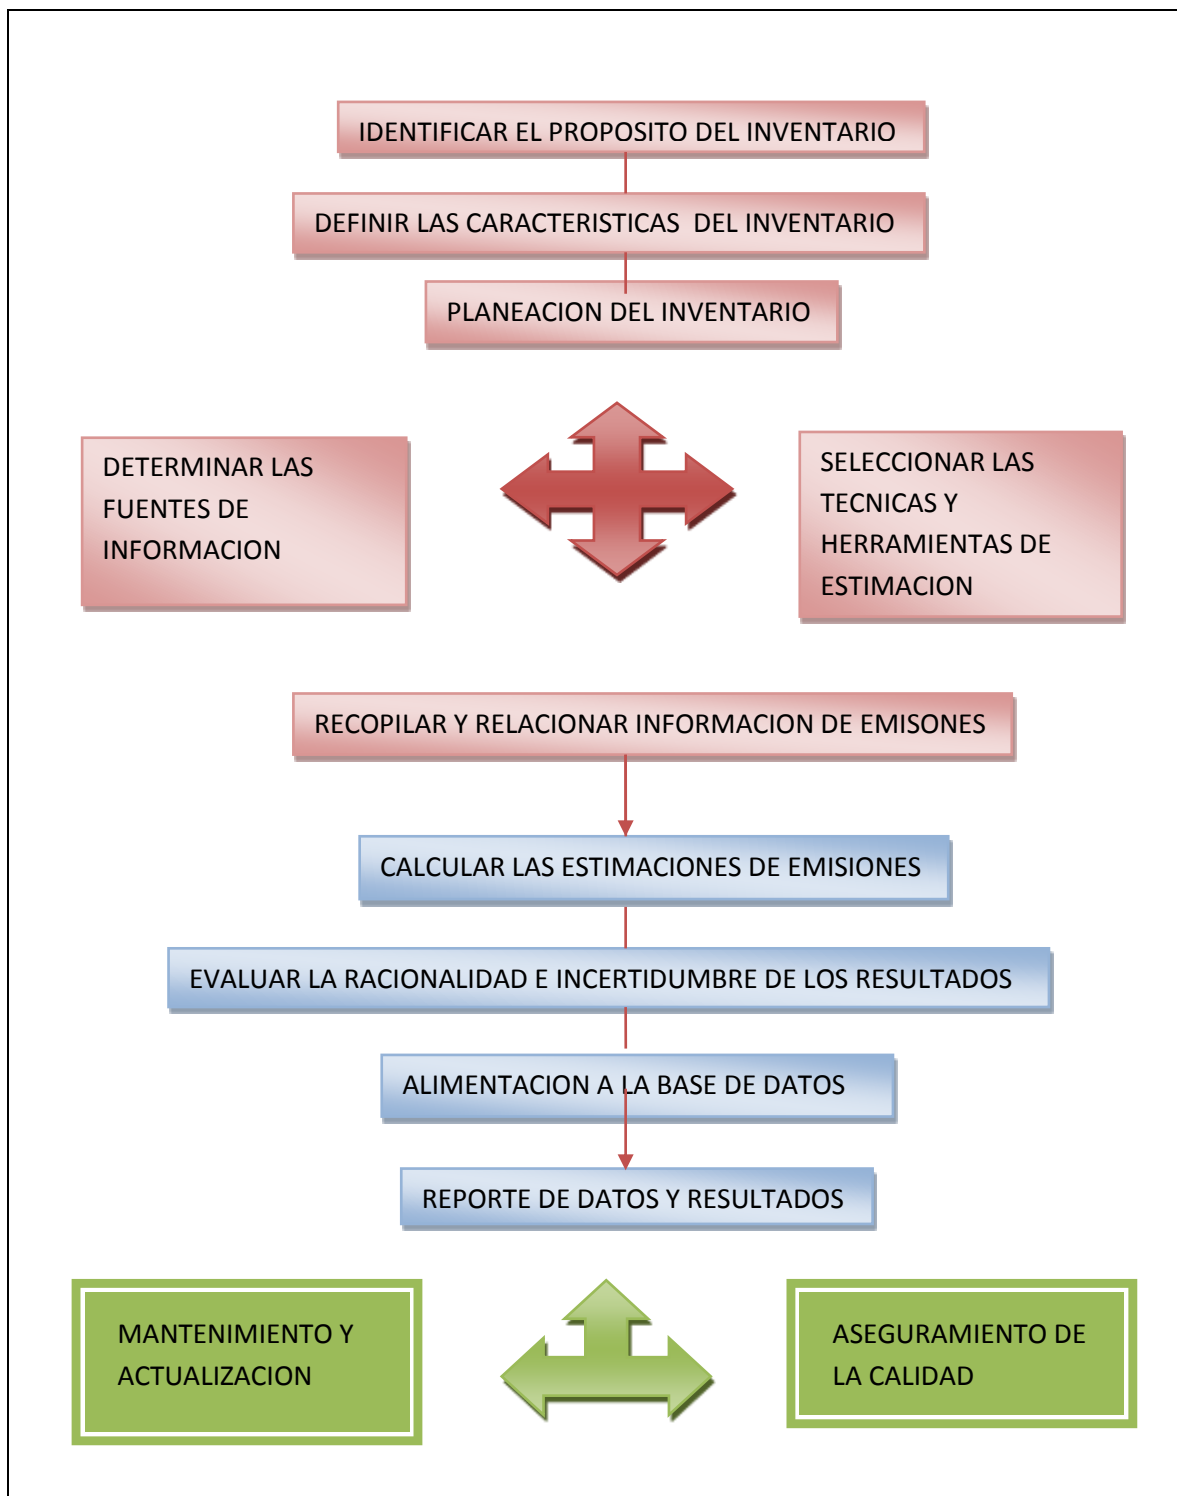 IDENTIFICAR EL PROPOSITO DEL INVENTARIO
DEFINIR LAS CARACTERISTICAS DEL INVENTARIO
PLANEACION DEL INVENTARIO
DETERMINAR LAS
FUENTES DE
INFORMACION
SELECCIONAR LAS
TECNICAS Y
HERRAMIENTAS DE
ESTIMACION
RECOPILAR Y RELACIONAR INFORMACION DE EMISONES
CALCULAR LAS ESTIMACIONES DE EMISIONES
EVALUAR LA RACIONALIDAD E INCERTIDUMBRE DE LOS RESULTADOS
ALIMENTACION A LA BASE DE DATOS
REPORTE DE DATOS Y RESULTADOS
MANTENIMIENTO Y
ACTUALIZACION
ASEGURAMIENTO DE
LA CALIDAD